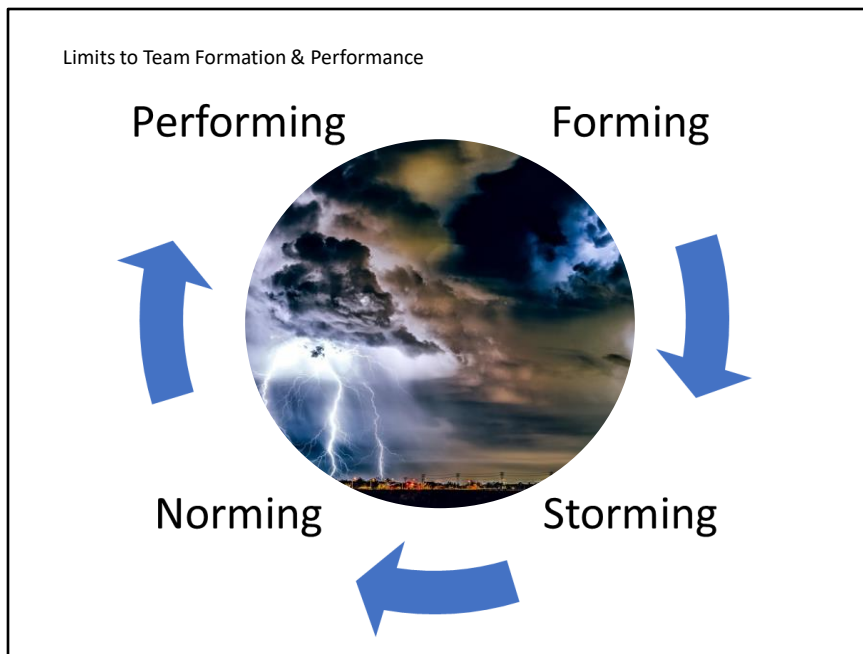 Limits to Team Formation & Performance
Performing
Forming
Norming
Storming